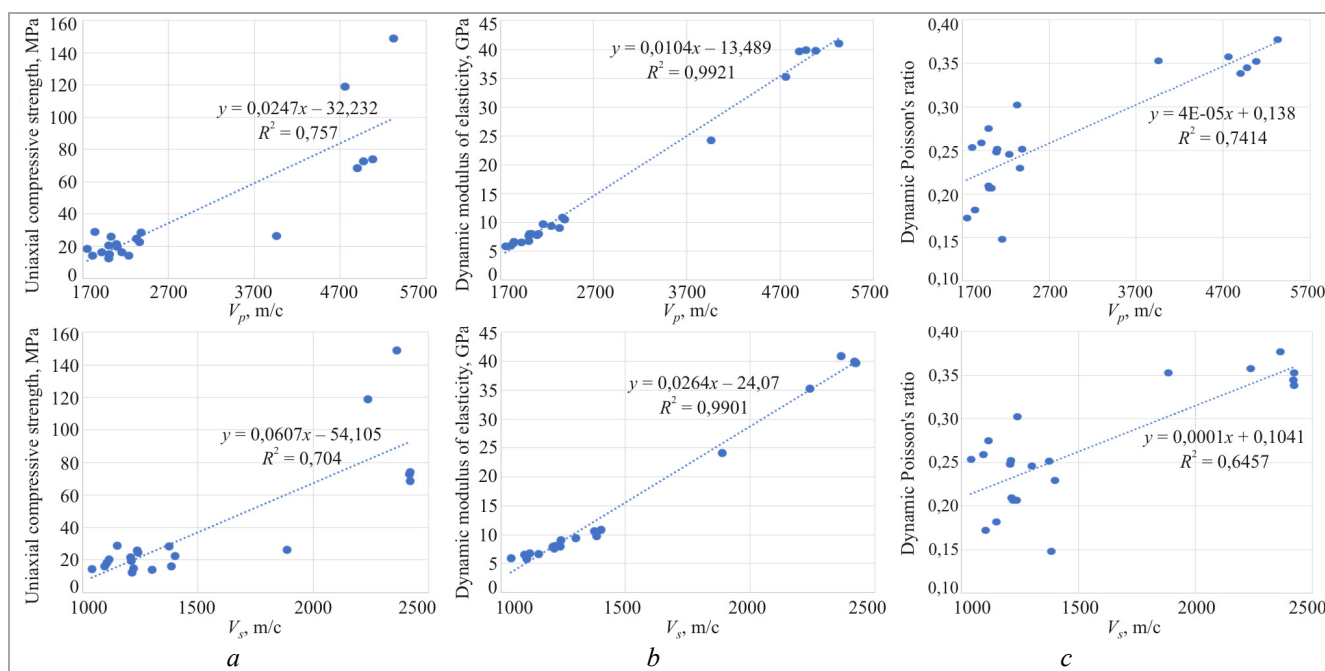 Uniaxial compressive strength, MPa
160
140
120
100
80
60
40
20
0
y = 0,0247x – 32,232
R² = 0,757
1700 2700 3700 4700 5700
Vp, m/c
Dynamic modulus of elasticity, GPa
45
40
35
30
25
20
15
10
5
0
y = 0,0104x – 13,489
R² = 0,9921
1700 2700 3700 4700 5700
Vp, m/c
Dynamic Poisson's ratio
0,40
0,35
0,30
0,25
0,20
0,15
0,10
y = 4E-05x + 0,138
R² = 0,7414
1700 2700 3700 4700 5700
Vp, m/c
Uniaxial compressive strength, MPa
160
140
120
100
80
60
40
20
0
y = 0,0607x – 54,105
R² = 0,704
1000 1500 2000 2500
Vs, m/c
Dynamic modulus of elasticity, GPa
45
40
35
30
25
20
15
10
5
0
y = 0,0264x – 24,07
R² = 0,9901
1000 1500 2000 2500
Vs, m/c
Dynamic Poisson's ratio
0,40
0,35
0,30
0,25
0,20
0,15
0,10
y = 0,0001x + 0,1041
R² = 0,6457
1000 1500 2000 2500
Vs, m/c
a b c